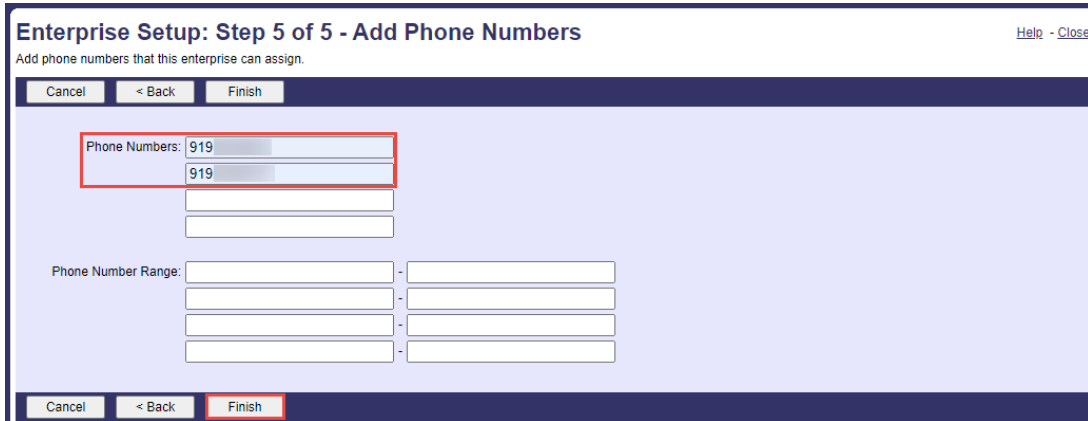 Enterprise Setup: Step 5 of 5 - Add Phone Numbers
Help - Close
Add phone numbers that this enterprise can assign.
Cancel < Back Finish
Phone Numbers: 919
919
Phone Number Range: -
-
-
-
Cancel < Back Finish